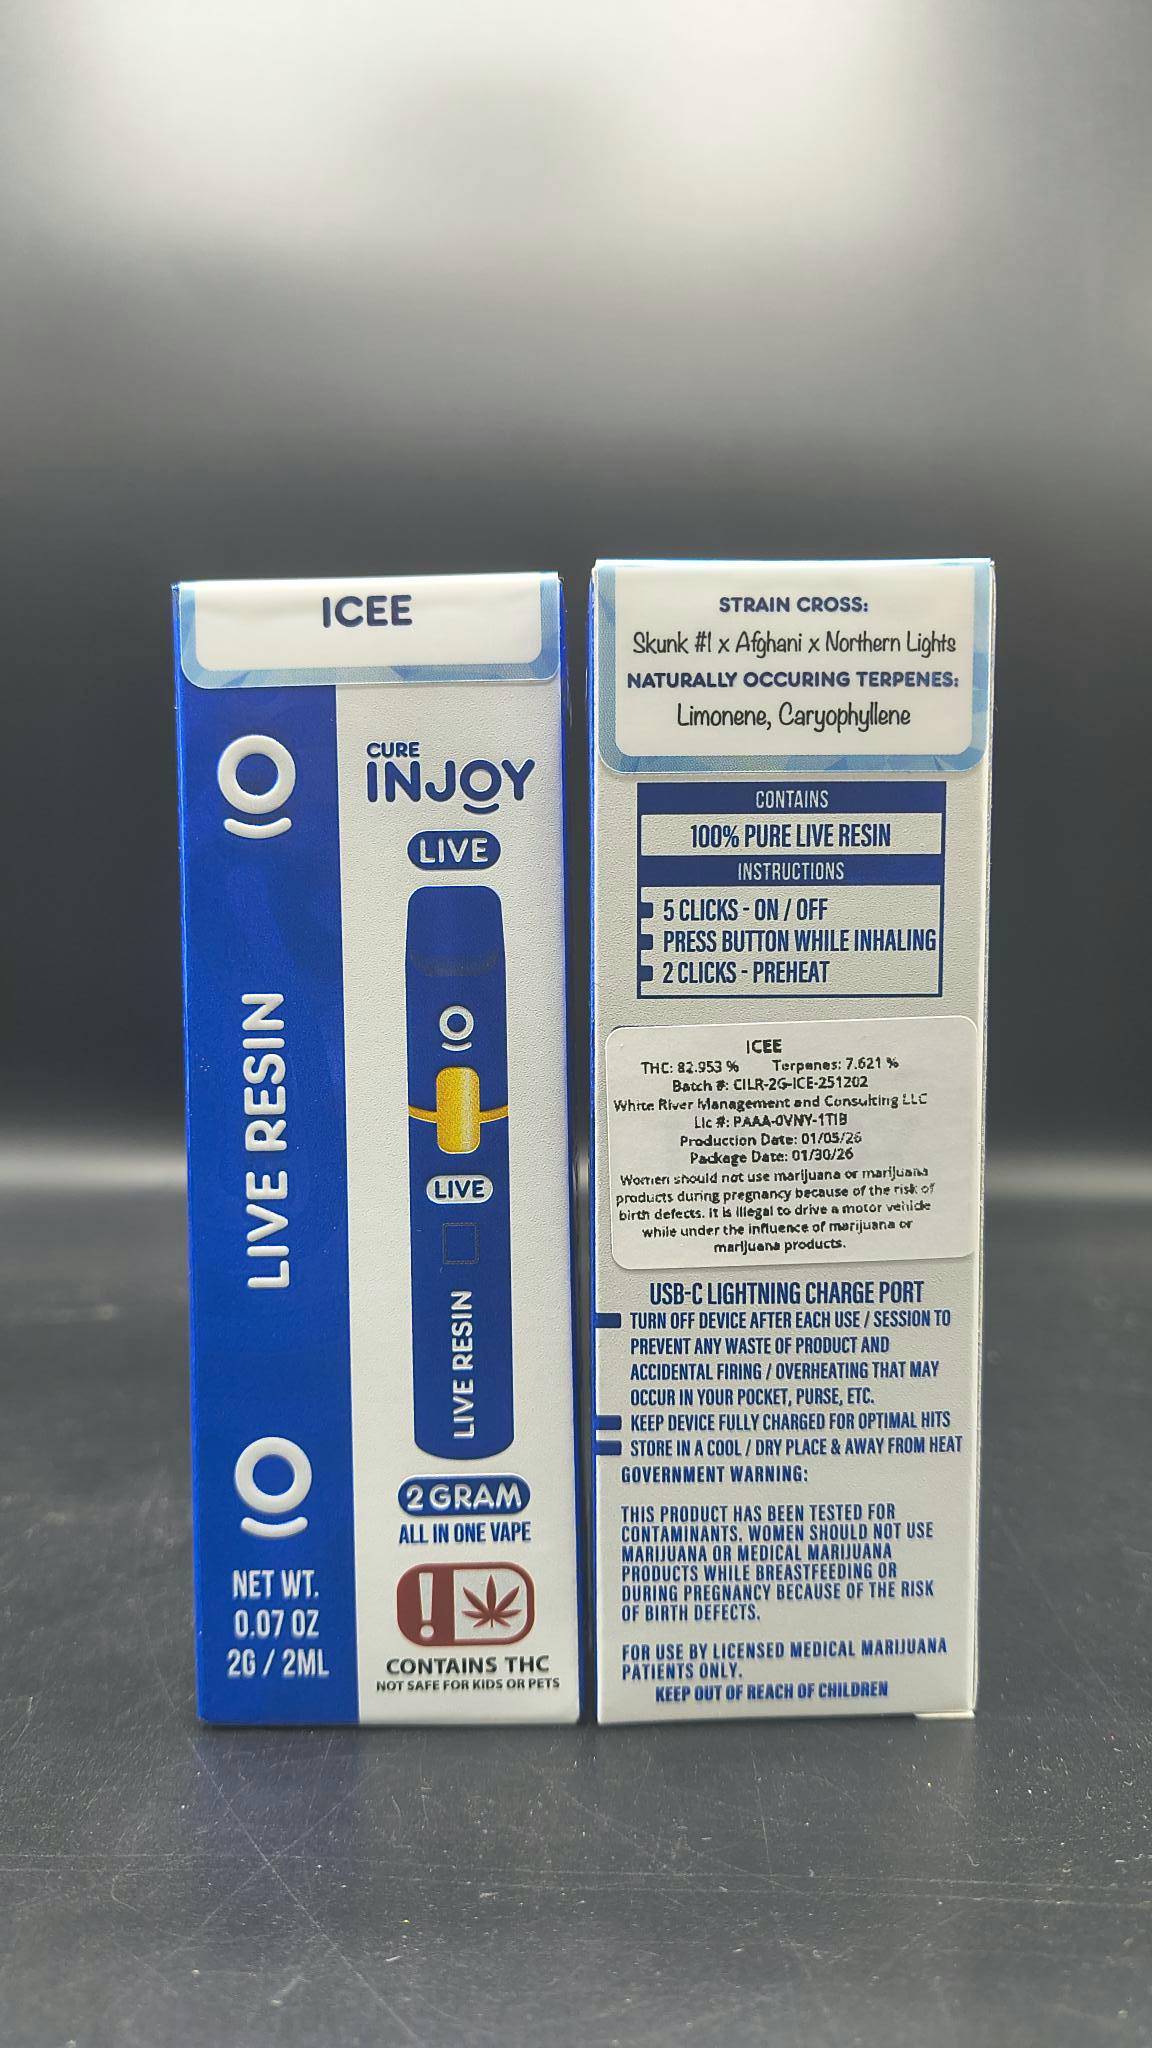 ICEE
CURE
INJOY
LIVE
LIVE
LIVE RESIN
2 GRAM
ALL IN ONE VAPE
CONTAINS THC
NOT SAFE FOR KIDS OR PETS
LIVE RESIN
NET WT.
0.07 OZ
2G / 2ML
STRAIN CROSS:
Skunk #1 x Afghani x Northern Lights
NATURALLY OCCURING TERPENES:
Limonene, Caryophyllene
CONTAINS
100% PURE LIVE RESIN
INSTRUCTIONS
5 CLICKS - ON / OFF
PRESS BUTTON WHILE INHALING
2 CLICKS - PREHEAT
ICEE
THC: 82.953 % Terpenes: 7.621 %
Batch #: CILR-2G-ICE-251202
White River Management and Consulting LLC
Lic #: PAAA-0VNY-1TIB
Production Date: 01/05/26
Package Date: 01/30/26
Women should not use marijuana or marijuana
products during pregnancy because of the risk of
birth defects. It is illegal to drive a motor vehicle
while under the influence of marijuana or
marijuana products.
USB-C LIGHTNING CHARGE PORT
TURN OFF DEVICE AFTER EACH USE / SESSION TO
PREVENT ANY WASTE OF PRODUCT AND
ACCIDENTAL FIRING / OVERHEATING THAT MAY
OCCUR IN YOUR POCKET, PURSE, ETC.
KEEP DEVICE FULLY CHARGED FOR OPTIMAL HITS
STORE IN A COOL / DRY PLACE & AWAY FROM HEAT
GOVERNMENT WARNING:
THIS PRODUCT HAS BEEN TESTED FOR
CONTAMINANTS. WOMEN SHOULD NOT USE
MARIJUANA OR MEDICAL MARIJUANA
PRODUCTS WHILE BREASTFEEDING OR
DURING PREGNANCY BECAUSE OF THE RISK
OF BIRTH DEFECTS.
FOR USE BY LICENSED MEDICAL MARIJUANA
PATIENTS ONLY.
KEEP OUT OF REACH OF CHILDREN